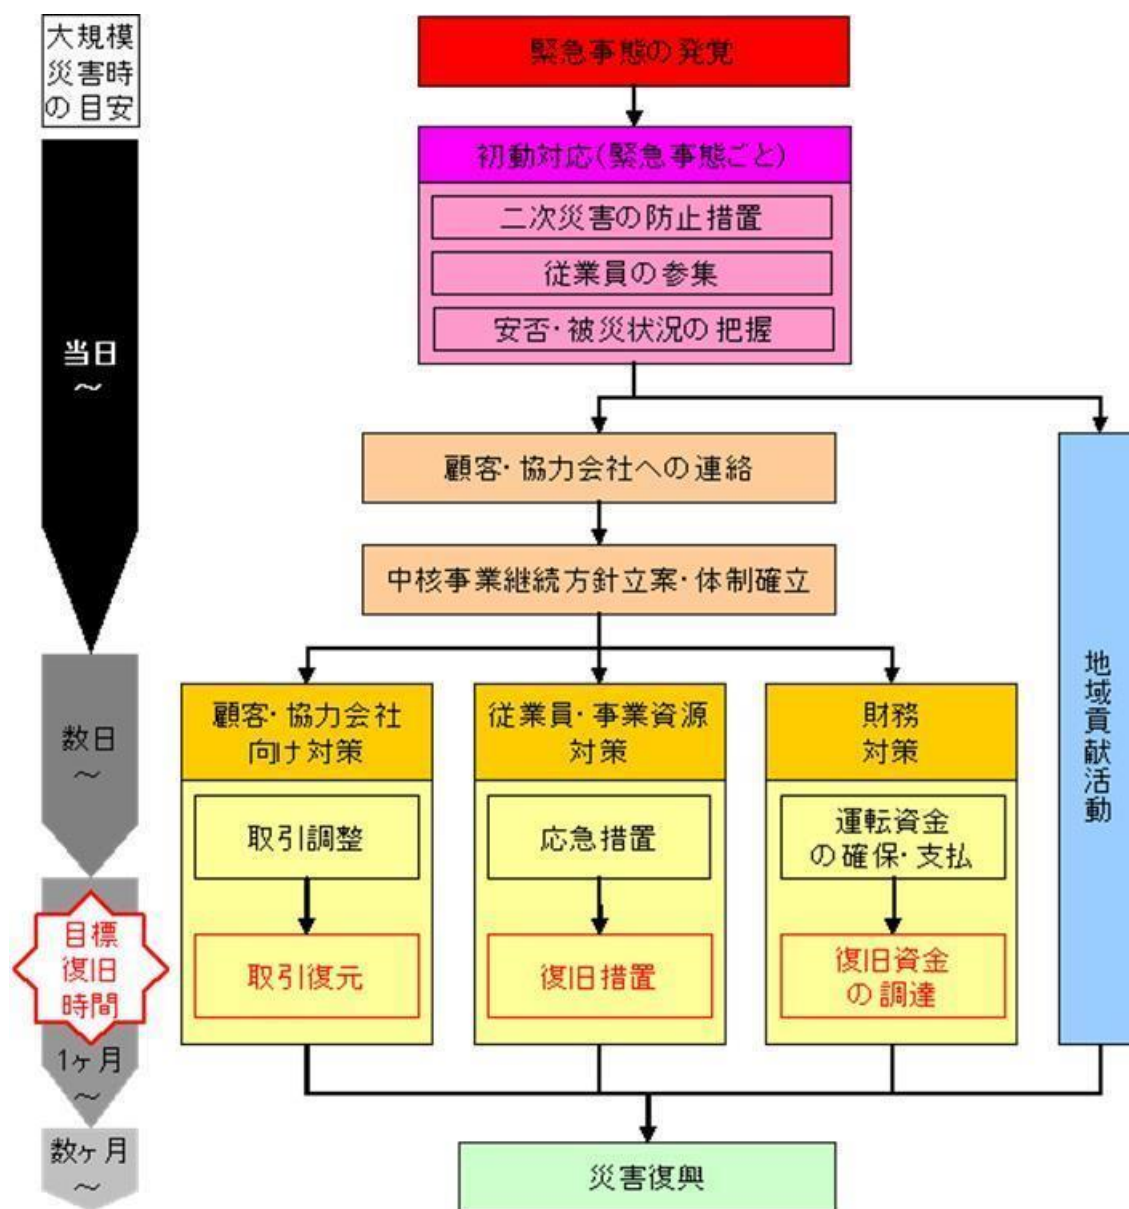 大規模
災害時
の目安
当日
～
数日
～
目標
復旧
時間
1ヶ月
～
数ヶ月
～
緊急事態の発覚
初動対応(緊急事態ごと)
二次災害の防止措置
従業員の参集
安否・被災状況の把握
顧客・協力会社への連絡
中核事業継続方針立案・体制確立
顧客・協力会社
向け対策
取引調整
取引復元
従業員・事業資源
対策
応急措置
復旧措置
財務
対策
運転資金
の確保・支払
復旧資金
の調達
地域貢献活動
災害復興